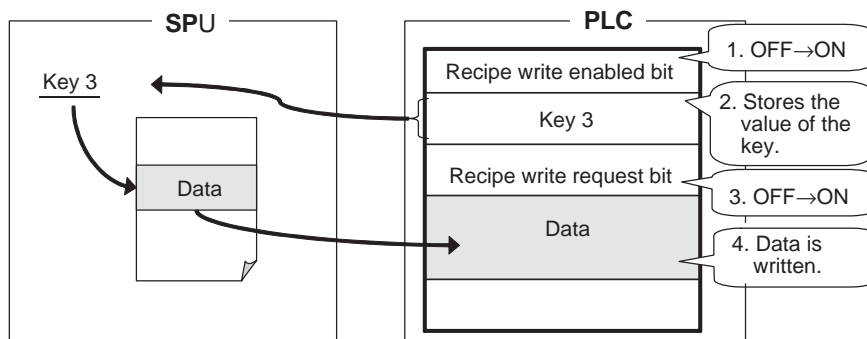 SPU
PLC
Key 3
Data
Recipe write enabled bit
Key 3
Recipe write request bit
Data
1. OFF→ON
2. Stores the
value of the
key.
3. OFF→ON
4. Data is
written.